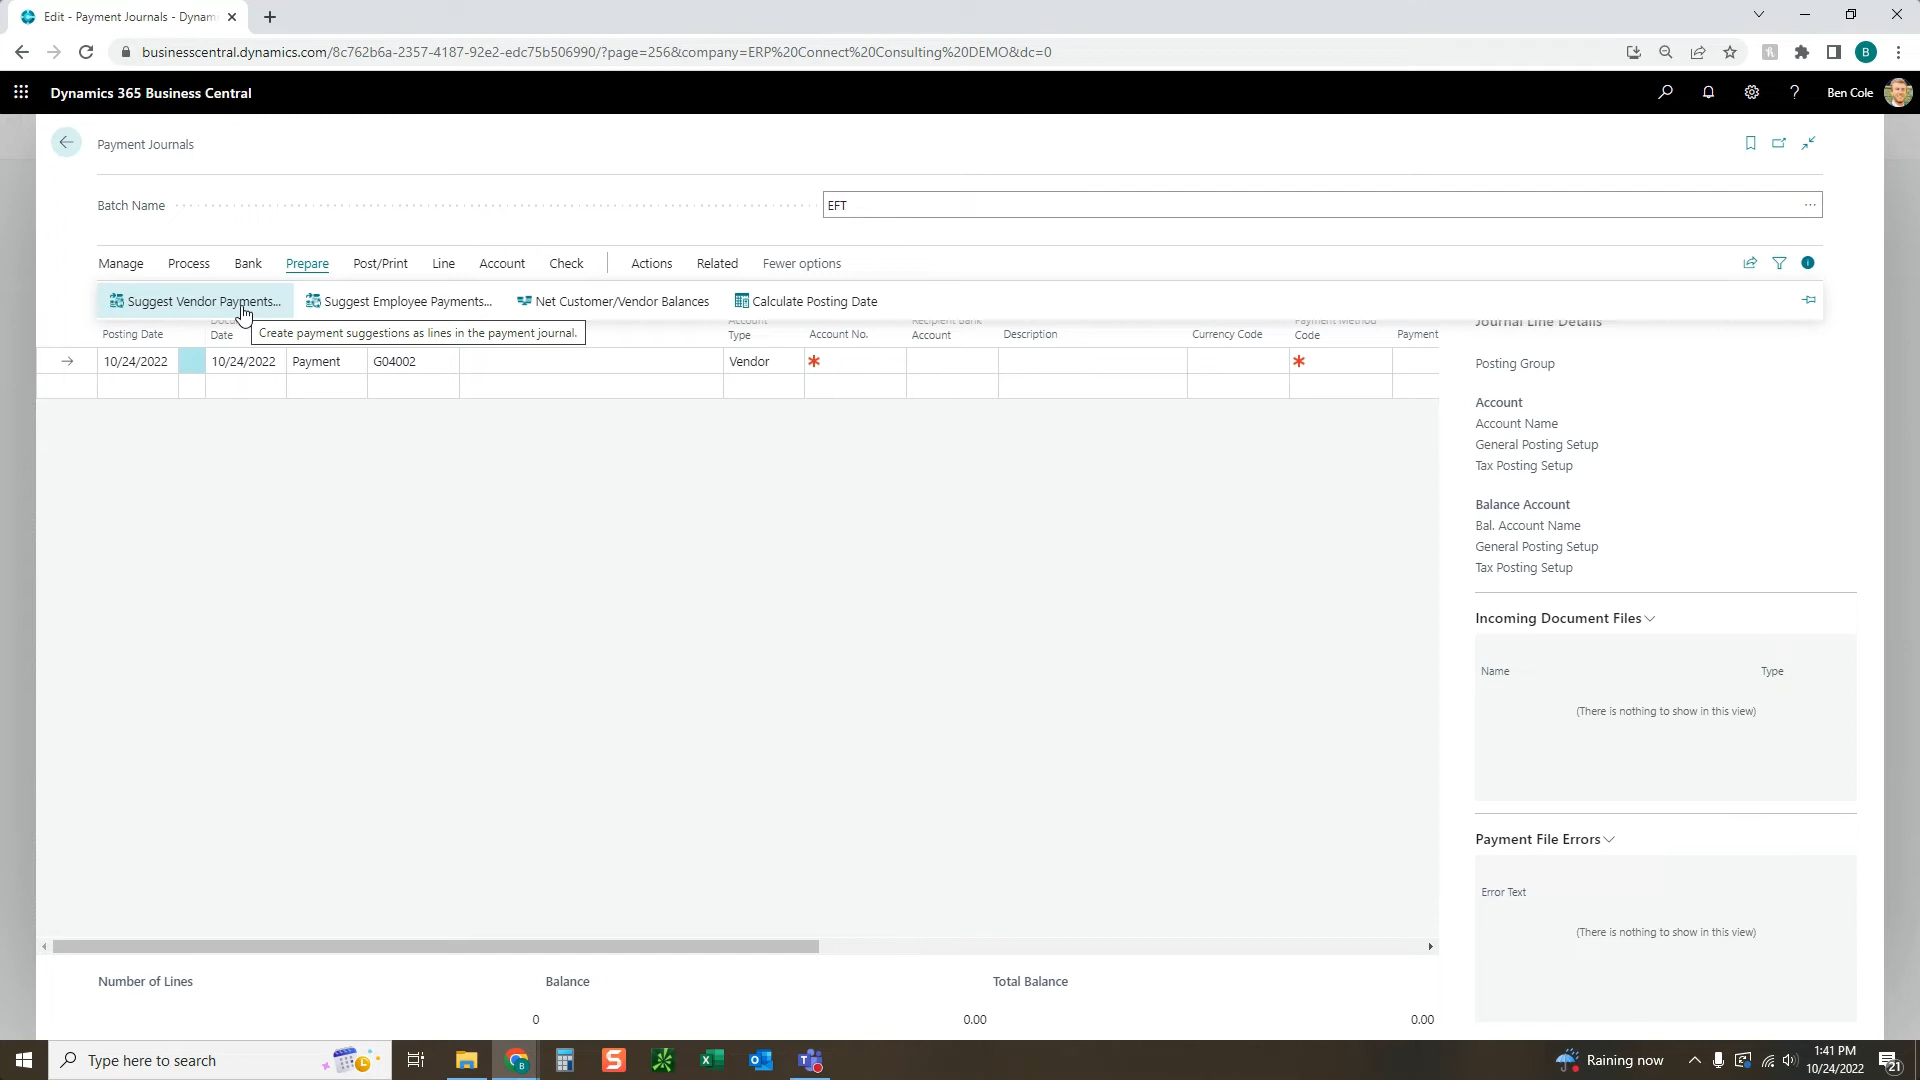 Edit - Payment Journals - Dynam
businesscentral.dynamics.com/8c762b6a-2357-4187-92e2-edc75b506990/?page=256&company=ERP%20Connect%20Consulting%20DEMO&dc=0
B
Dynamics 365 Business Central
Ben Cole
Payment Journals
Batch Name
EFT
Manage Process Bank Prepare Post/Print Line Account Check Actions Related Fewer options
Suggest Vendor Payments... Suggest Employee Payments... Net Customer/Vendor Balances Calculate Posting Date
Create payment suggestions as lines in the payment journal.
Posting Date Document Date Account Type Account No. Recipient Bank Account Description Currency Code Payment Method Code Payment
10/24/2022 10/24/2022 Payment G04002 Vendor * *
Journal Line Details
Posting Group
Account
Account Name
General Posting Setup
Tax Posting Setup
Balance Account
Bal. Account Name
General Posting Setup
Tax Posting Setup
Incoming Document Files
Name Type
(There is nothing to show in this view)
Payment File Errors
Error Text
(There is nothing to show in this view)
Number of Lines Balance Total Balance
0 0.00 0.00
Type here to search
Raining now
1:41 PM
10/24/2022
21